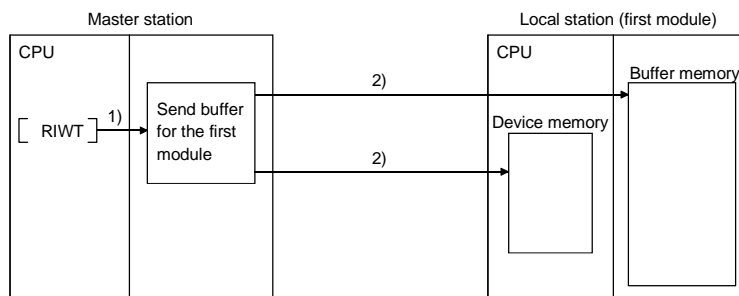 Master station
Local station (first module)
CPU
CPU
Buffer memory
1)
2)
Send buffer
for the first
module
[ RIWT ]
Device memory
2)